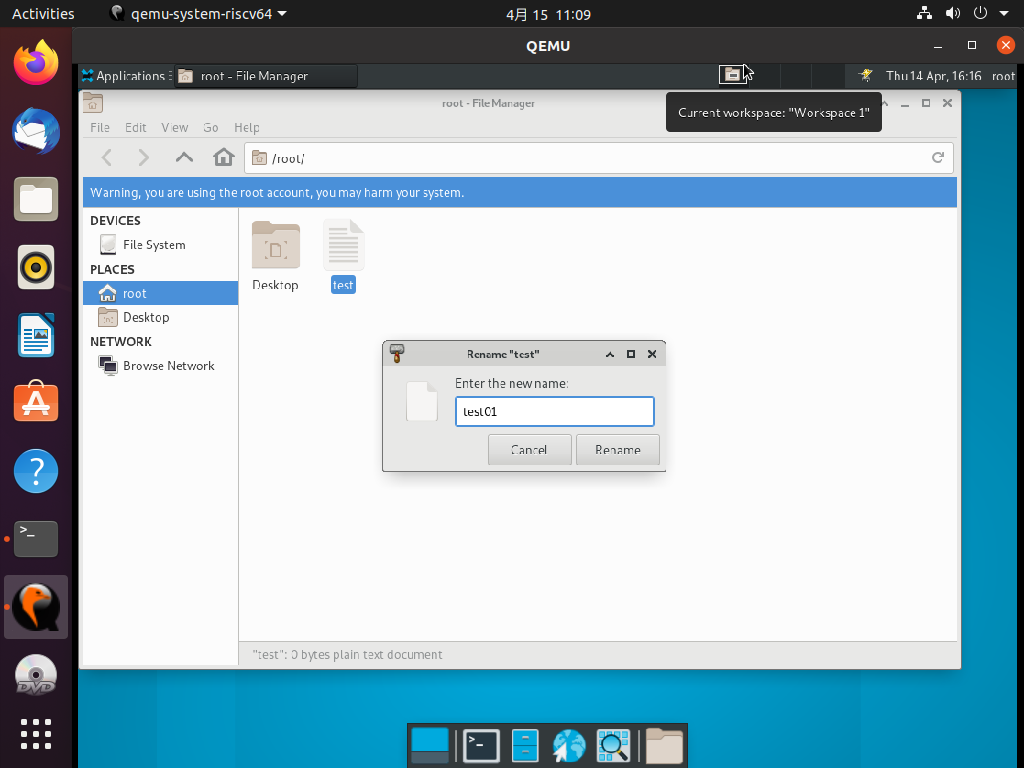 Activities qemu-system-riscv64 4月 15 11:09
QEMU
Applications root - File Manager Thu 14 Apr, 16:16 root
root - File Manager
Current workspace: "Workspace 1"
File Edit View Go Help
/root/
Warning, you are using the root account, you may harm your system.
DEVICES
File System
PLACES
root
Desktop
NETWORK
Browse Network
Desktop test
Rename "test"
Enter the new name:
test01
Cancel Rename
"test": 0 bytes plain text document
DVD